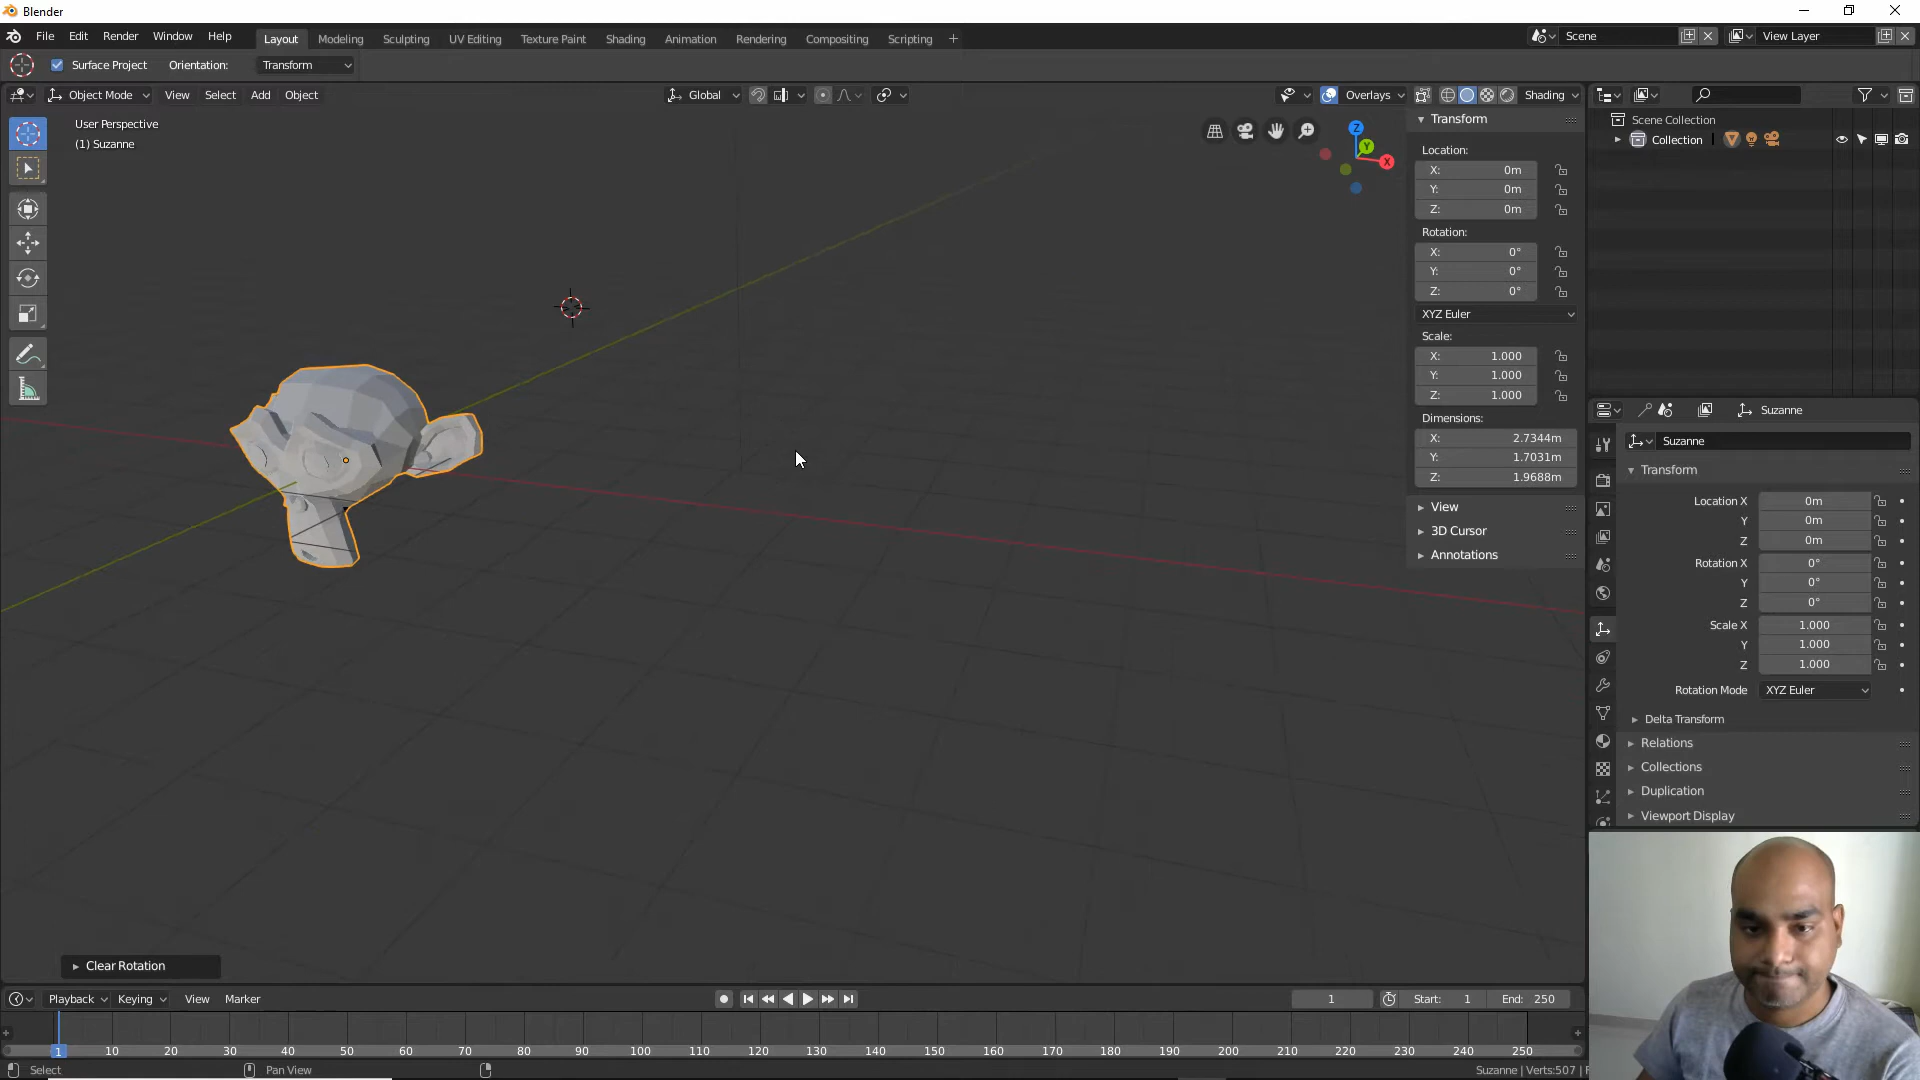 Blender
File Edit Render Window Help Layout Modeling Sculpting UV Editing Texture Paint Shading Animation Rendering Compositing Scripting + Scene View Layer
Surface Project Orientation: Transform
Object Mode View Select Add Object Global Overlays Shading
User Perspective
(1) Suzanne
Z
Y
X
Transform
Location:
X: 0m
Y: 0m
Z: 0m
Rotation:
X: 0°
Y: 0°
Z: 0°
XYZ Euler
Scale:
X: 1.000
Y: 1.000
Z: 1.000
Dimensions:
X: 2.7344m
Y: 1.7031m
Z: 1.9688m
View
3D Cursor
Annotations
Scene Collection
Collection
Suzanne
Suzanne
Transform
Location X 0m
Y 0m
Z 0m
Rotation X 0°
Y 0°
Z 0°
Scale X 1.000
Y 1.000
Z 1.000
Rotation Mode XYZ Euler
Delta Transform
Relations
Collections
Duplication
Viewport Display
Clear Rotation
Playback Keying View Marker 1 Start: 1 End: 250
1 10 20 30 40 50 60 70 80 90 100 110 120 130 140 150 160 170 180 190 200 210 220 230 240 250
Select Pan View Suzanne | Verts:507 |